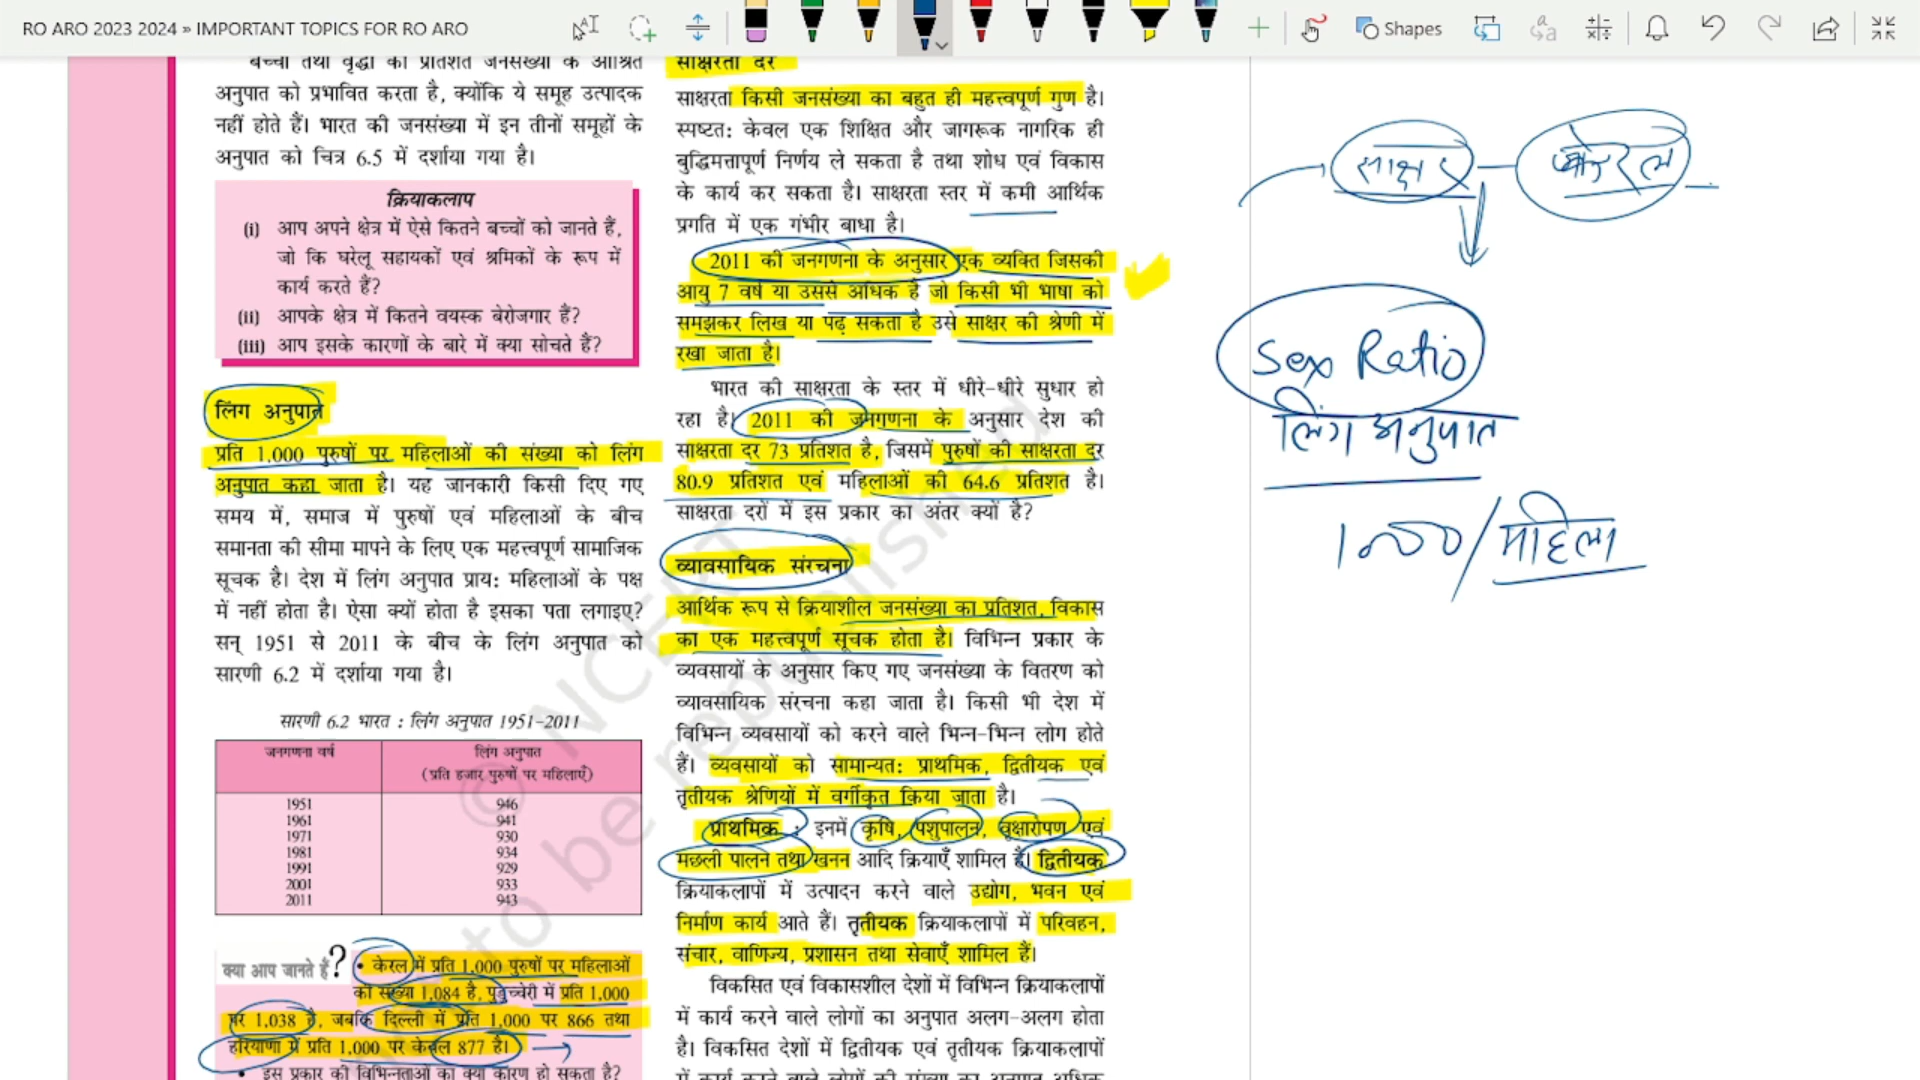 RO ARO 2023 2024 » IMPORTANT TOPICS FOR RO ARO
Shapes
बच्चों तथा वृद्धों का प्रतिशत जनसंख्या के आश्रित
अनुपात को प्रभावित करता है, क्योंकि ये समूह उत्पादक
नहीं होते हैं। भारत की जनसंख्या में इन तीनों समूहों के
अनुपात को चित्र 6.5 में दर्शाया गया है।
क्रियाकलाप
(i) आप अपने क्षेत्र में ऐसे कितने बच्चों को जानते हैं,
जो कि घरेलू सहायकों एवं श्रमिकों के रूप में
कार्य करते हैं?
(ii) आपके क्षेत्र में कितने वयस्क बेरोजगार हैं?
(iii) आप इसके कारणों के बारे में क्या सोचते हैं?
लिंग अनुपात
प्रति 1,000 पुरुषों पर महिलाओं की संख्या को लिंग
अनुपात कहा जाता है। यह जानकारी किसी दिए गए
समय में, समाज में पुरुषों एवं महिलाओं के बीच
समानता की सीमा मापने के लिए एक महत्त्वपूर्ण सामाजिक
सूचक है। देश में लिंग अनुपात प्राय: महिलाओं के पक्ष
में नहीं होता है। ऐसा क्यों होता है इसका पता लगाइए?
सन् 1951 से 2011 के बीच के लिंग अनुपात को
सारणी 6.2 में दर्शाया गया है।
सारणी 6.2 भारत : लिंग अनुपात 1951–2011
जनगणना वर्ष लिंग अनुपात
(प्रति हजार पुरुषों पर महिलाएँ)
1951 946
1961 941
1971 930
1981 934
1991 929
2001 933
2011 943
क्या आप जानते हैं? • केरल में प्रति 1,000 पुरुषों पर महिलाओं
की संख्या 1,084 है, पुडुच्चेरी में प्रति 1,000
पर 1,038 है, जबकि दिल्ली में प्रति 1,000 पर 866 तथा
हरियाणा में प्रति 1,000 पर केवल 877 है।
• इस प्रकार की विभिन्नताओं का क्या कारण हो सकता है?
साक्षरता दर
साक्षरता किसी जनसंख्या का बहुत ही महत्त्वपूर्ण गुण है।
स्पष्टत: केवल एक शिक्षित और जागरूक नागरिक ही
बुद्धिमत्तापूर्ण निर्णय ले सकता है तथा शोध एवं विकास
के कार्य कर सकता है। साक्षरता स्तर में कमी आर्थिक
प्रगति में एक गंभीर बाधा है।
2011 की जनगणना के अनुसार एक व्यक्ति जिसकी
आयु 7 वर्ष या उससे अधिक है जो किसी भी भाषा को
समझकर लिख या पढ़ सकता है उसे साक्षर की श्रेणी में
रखा जाता है।
भारत की साक्षरता के स्तर में धीरे-धीरे सुधार हो
रहा है। 2011 की जनगणना के अनुसार देश की
साक्षरता दर 73 प्रतिशत है, जिसमें पुरुषों की साक्षरता दर
80.9 प्रतिशत एवं महिलाओं की 64.6 प्रतिशत है।
साक्षरता दरों में इस प्रकार का अंतर क्यों है?
व्यावसायिक संरचना
आर्थिक रूप से क्रियाशील जनसंख्या का प्रतिशत, विकास
का एक महत्त्वपूर्ण सूचक होता है। विभिन्न प्रकार के
व्यवसायों के अनुसार किए गए जनसंख्या के वितरण को
व्यावसायिक संरचना कहा जाता है। किसी भी देश में
विभिन्न व्यवसायों को करने वाले भिन्न-भिन्न लोग होते
हैं। व्यवसायों को सामान्यत: प्राथमिक, द्वितीयक एवं
तृतीयक श्रेणियों में वर्गीकृत किया जाता है।
प्राथमिक : इनमें कृषि, पशुपालन, वृक्षारोपण एवं
मछली पालन तथा खनन आदि क्रियाएँ शामिल हैं। द्वितीयक
क्रियाकलापों में उत्पादन करने वाले उद्योग, भवन एवं
निर्माण कार्य आते हैं। तृतीयक क्रियाकलापों में परिवहन,
संचार, वाणिज्य, प्रशासन तथा सेवाएँ शामिल हैं।
विकसित एवं विकासशील देशों में विभिन्न क्रियाकलापों
में कार्य करने वाले लोगों का अनुपात अलग-अलग होता
है। विकसित देशों में द्वितीयक एवं तृतीयक क्रियाकलापों
में कार्य करने वाले लोगों की संख्या का अनुपात अधिक
© NCERT
to be republished
साक्षर – केरल
Sex Ratio
लिंग अनुपात
1000/महिला